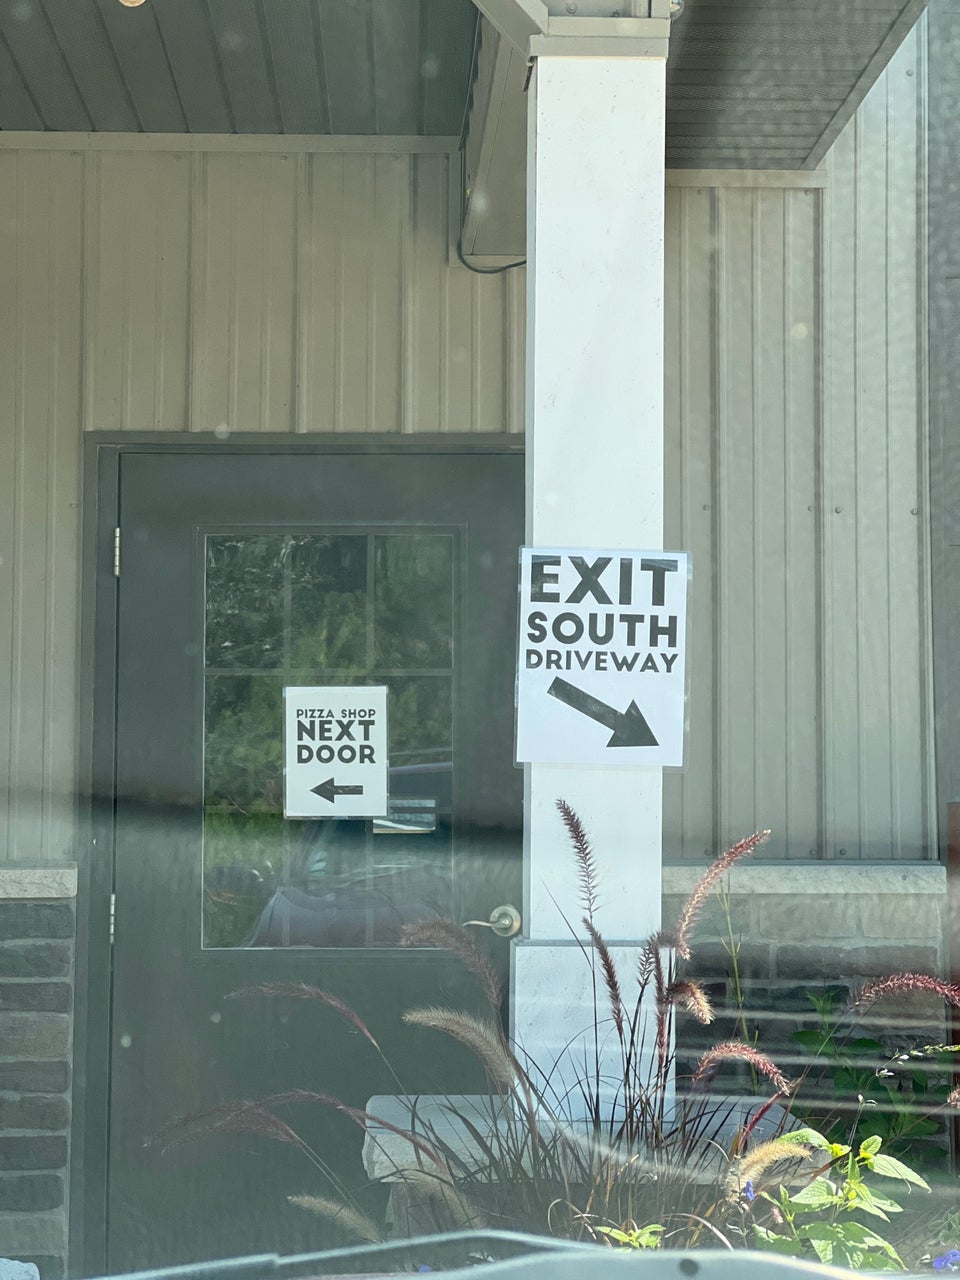 EXIT
SOUTH
DRIVEWAY
PIZZA SHOP
NEXT
DOOR